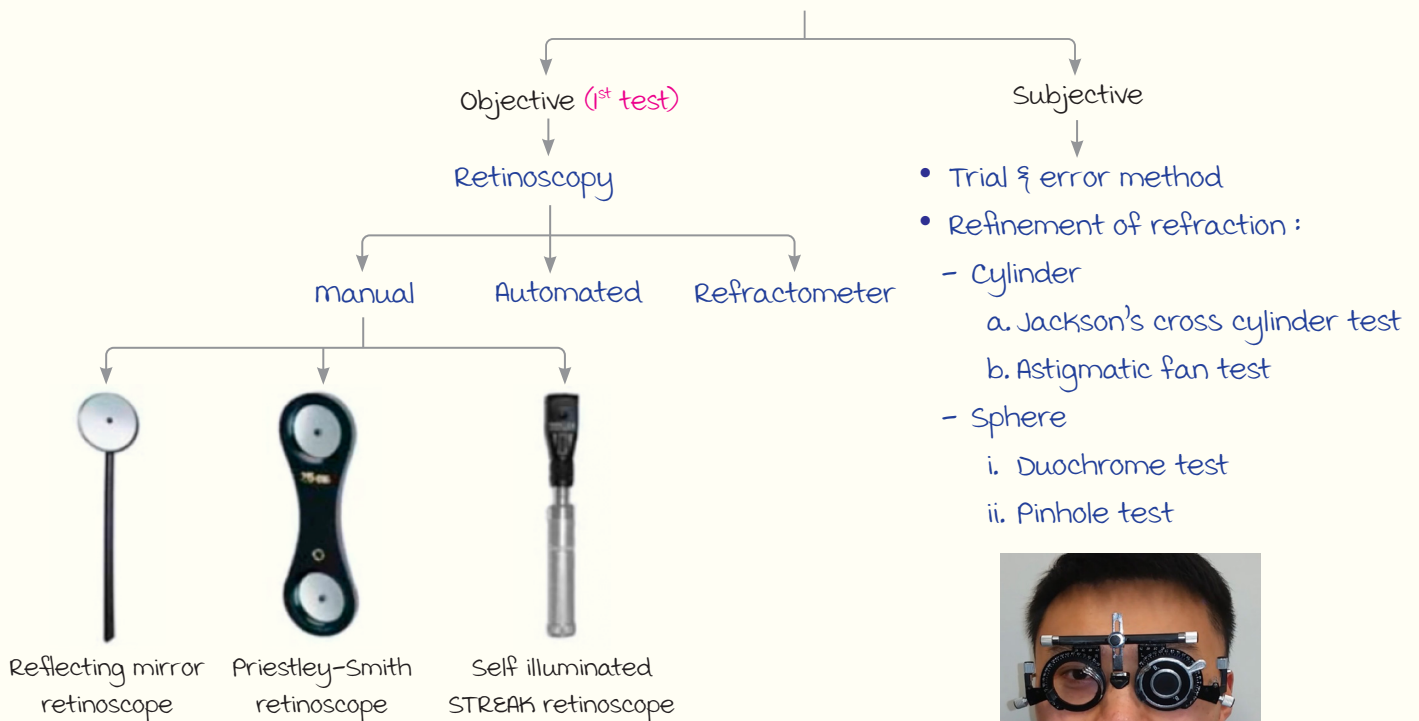 Objective (1st test)
Subjective
Retinoscopy
Manual
Automated
Refractometer
Reflecting mirror
retinoscope
Priestley-Smith
retinoscope
Self illuminated
STREAK retinoscope
• Trial & error method
• Refinement of refraction :
- Cylinder
a. Jackson's cross cylinder test
b. Astigmatic fan test
- Sphere
i. Duochrome test
ii. Pinhole test